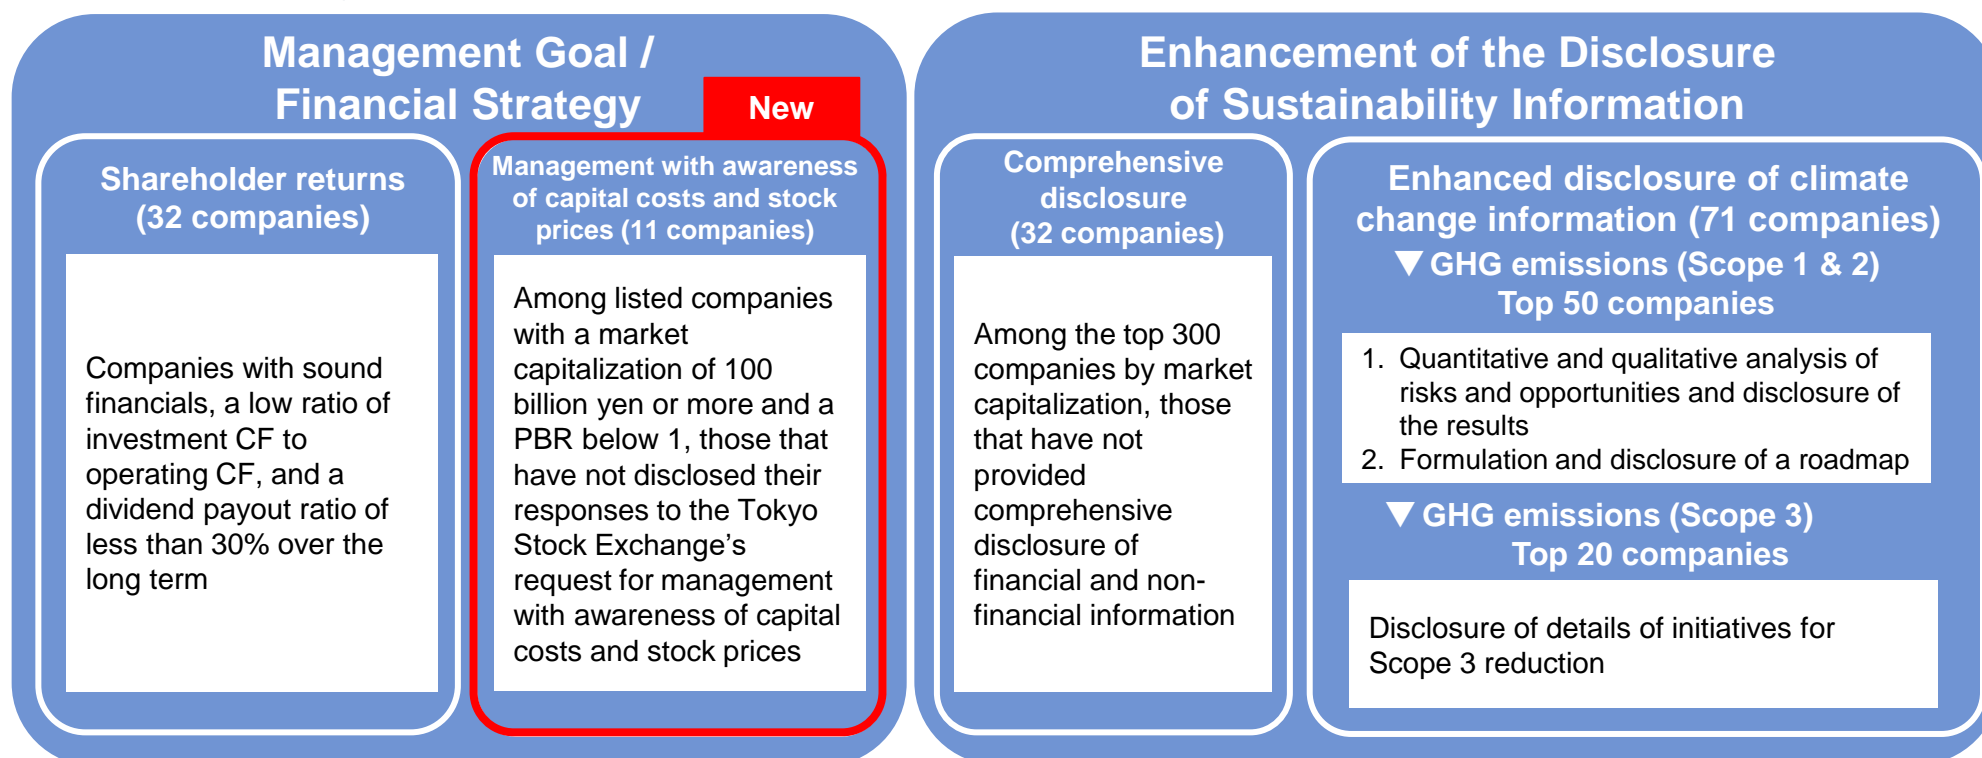 Management Goal /
Financial Strategy
New
Shareholder returns
(32 companies)
Companies with sound
financials, a low ratio of
investment CF to
operating CF, and a
dividend payout ratio of
less than 30% over the
long term
Management with awareness
of capital costs and stock
prices (11 companies)
Among listed companies
with a market
capitalization of 100
billion yen or more and a
PBR below 1, those that
have not disclosed their
responses to the Tokyo
Stock Exchange’s
request for management
with awareness of capital
costs and stock prices
Enhancement of the Disclosure
of Sustainability Information
Comprehensive
disclosure
(32 companies)
Among the top 300
companies by market
capitalization, those
that have not
provided
comprehensive
disclosure of
financial and non-
financial information
Enhanced disclosure of climate
change information (71 companies)
▼GHG emissions (Scope 1 & 2)
Top 50 companies
1. Quantitative and qualitative analysis of
risks and opportunities and disclosure of
the results
2. Formulation and disclosure of a roadmap
▼GHG emissions (Scope 3)
Top 20 companies
Disclosure of details of initiatives for
Scope 3 reduction